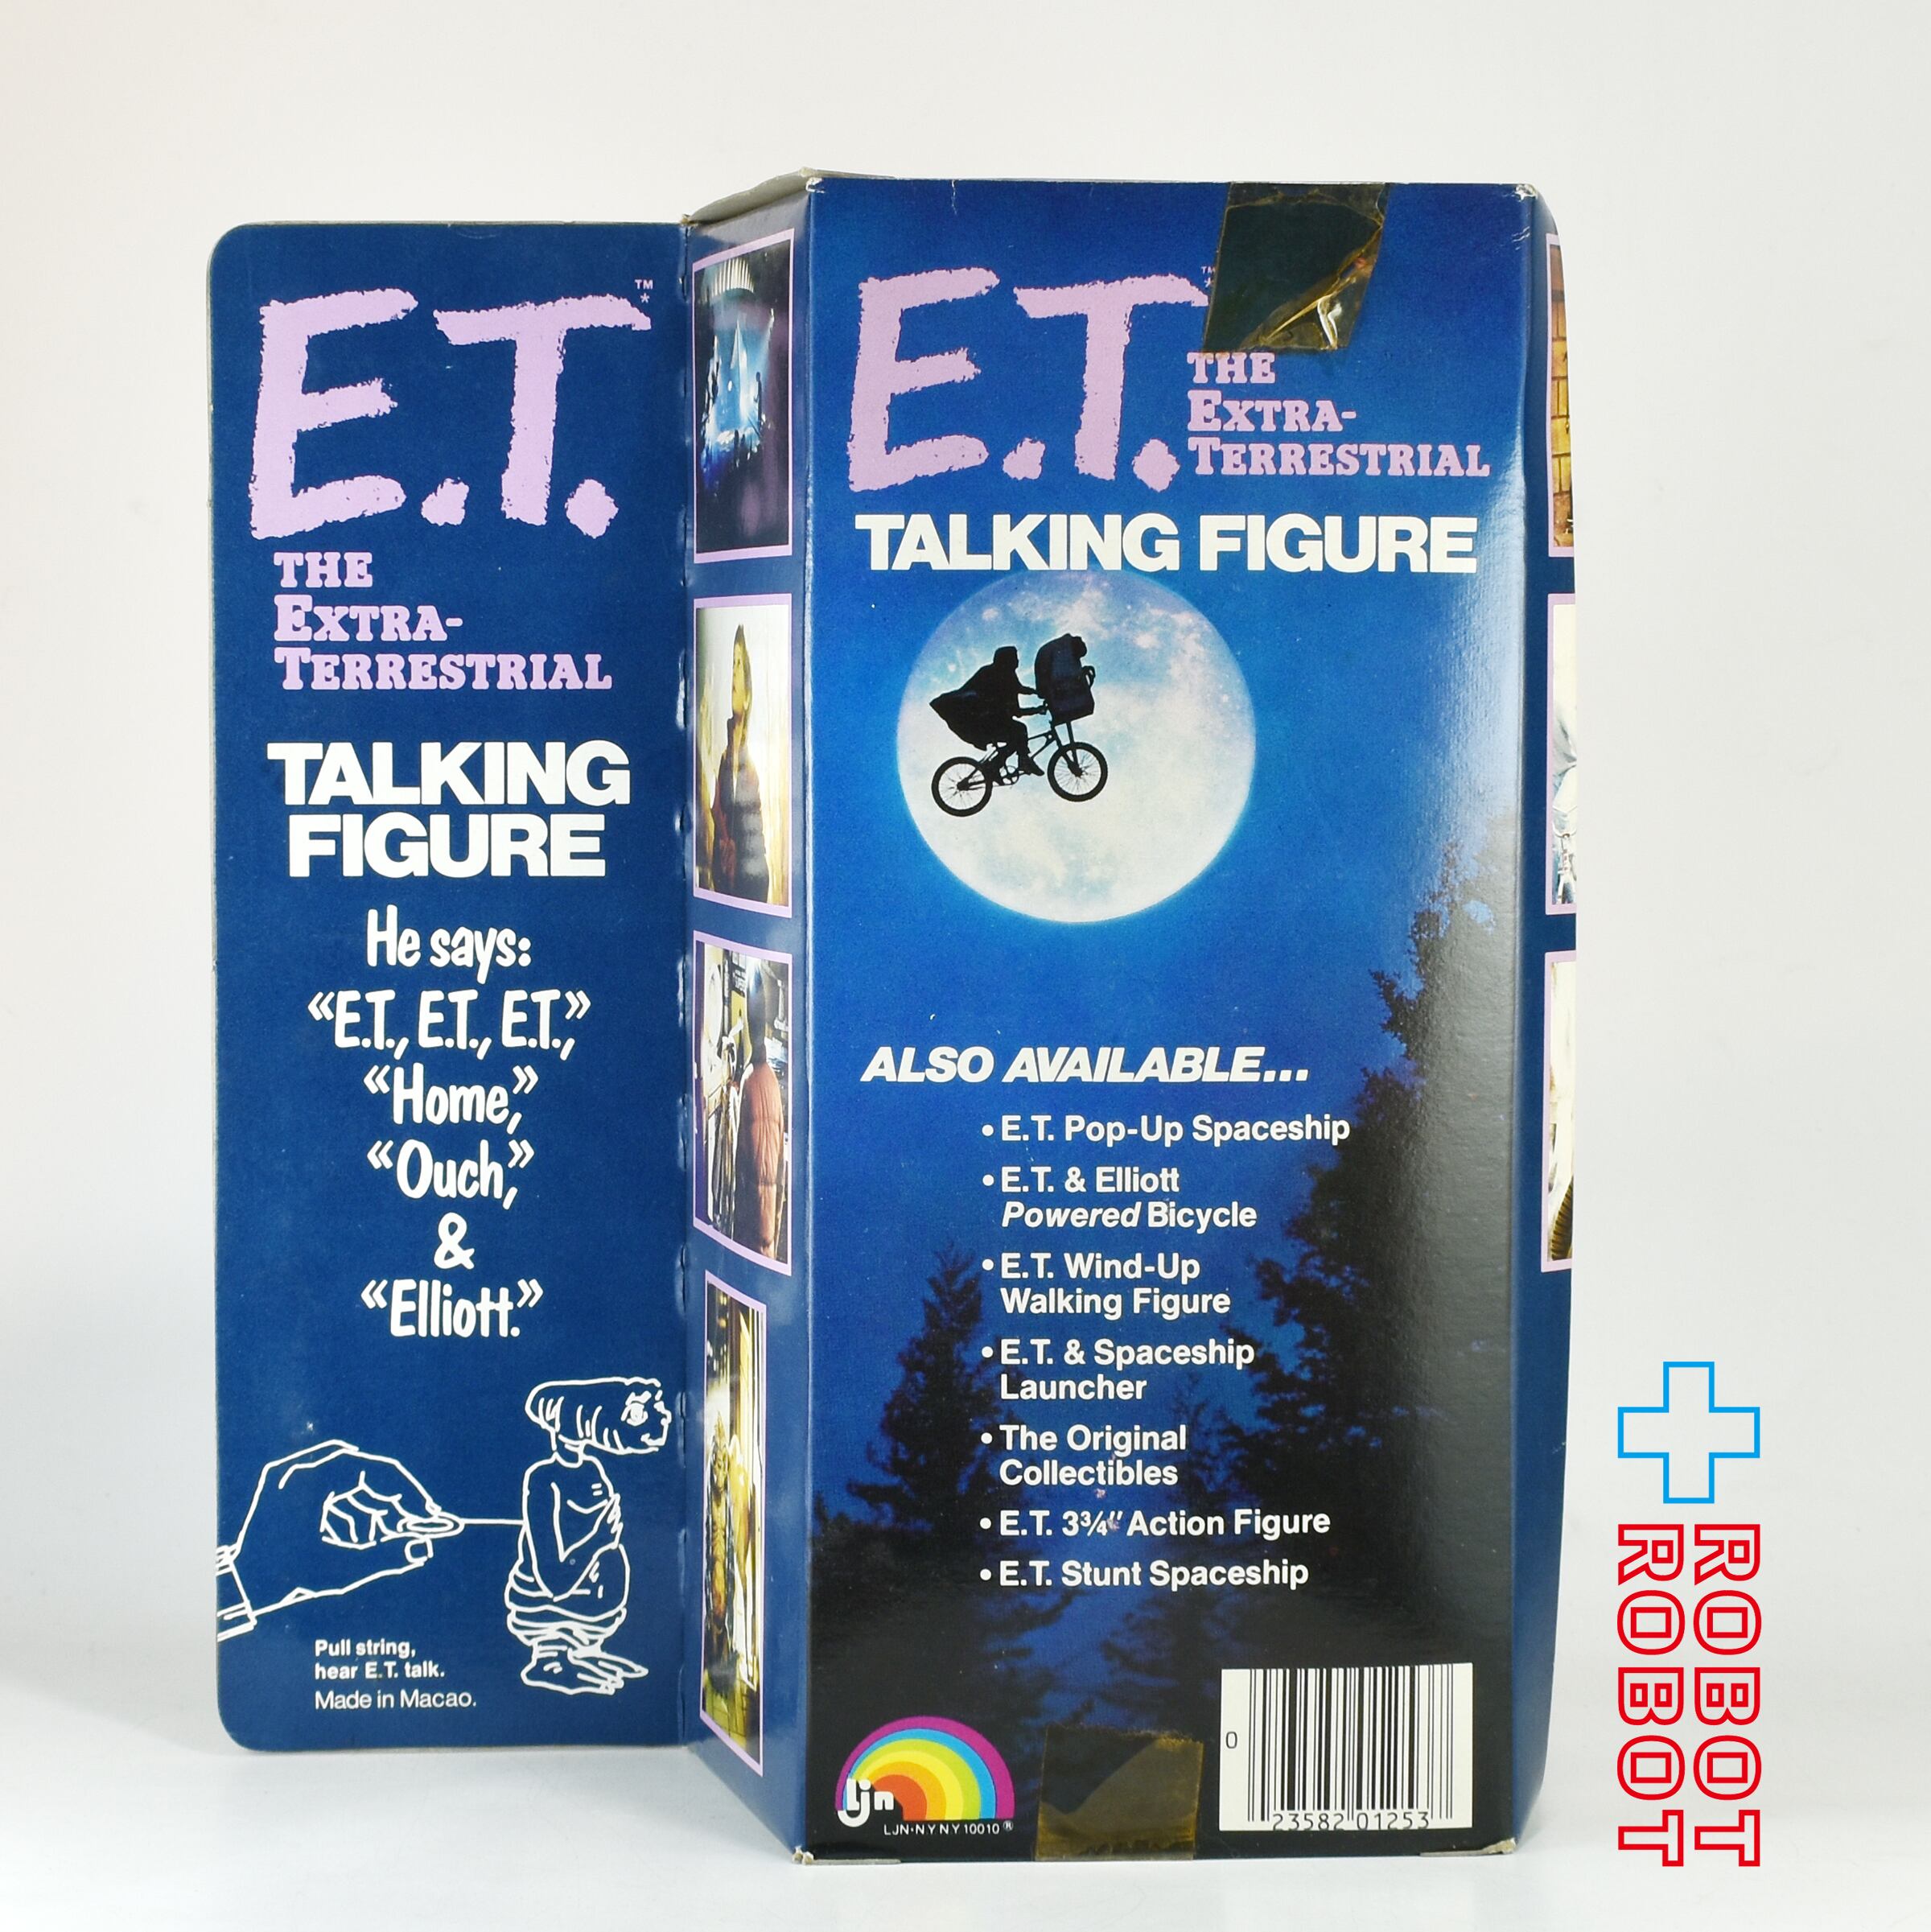 E.T.™*
THE
EXTRA-
TERRESTRIAL
TALKING
FIGURE
He says:
“E.T., E.T., E.T.,”
“Home,”
“Ouch,”
&
“Elliott.”
Pull string,
hear E.T. talk.
Made in Macao.
E.T.™
THE
EXTRA-
TERRESTRIAL
TALKING FIGURE
ALSO AVAILABLE...
• E.T. Pop-Up Spaceship
• E.T. & Elliott
Powered Bicycle
• E.T. Wind-Up
Walking Figure
• E.T. & Spaceship
Launcher
• The Original
Collectibles
• E.T. 3¾" Action Figure
• E.T. Stunt Spaceship
ljn
LJN•N.Y N Y 10010®
0 23582 01253
ROBOT
ROBOT